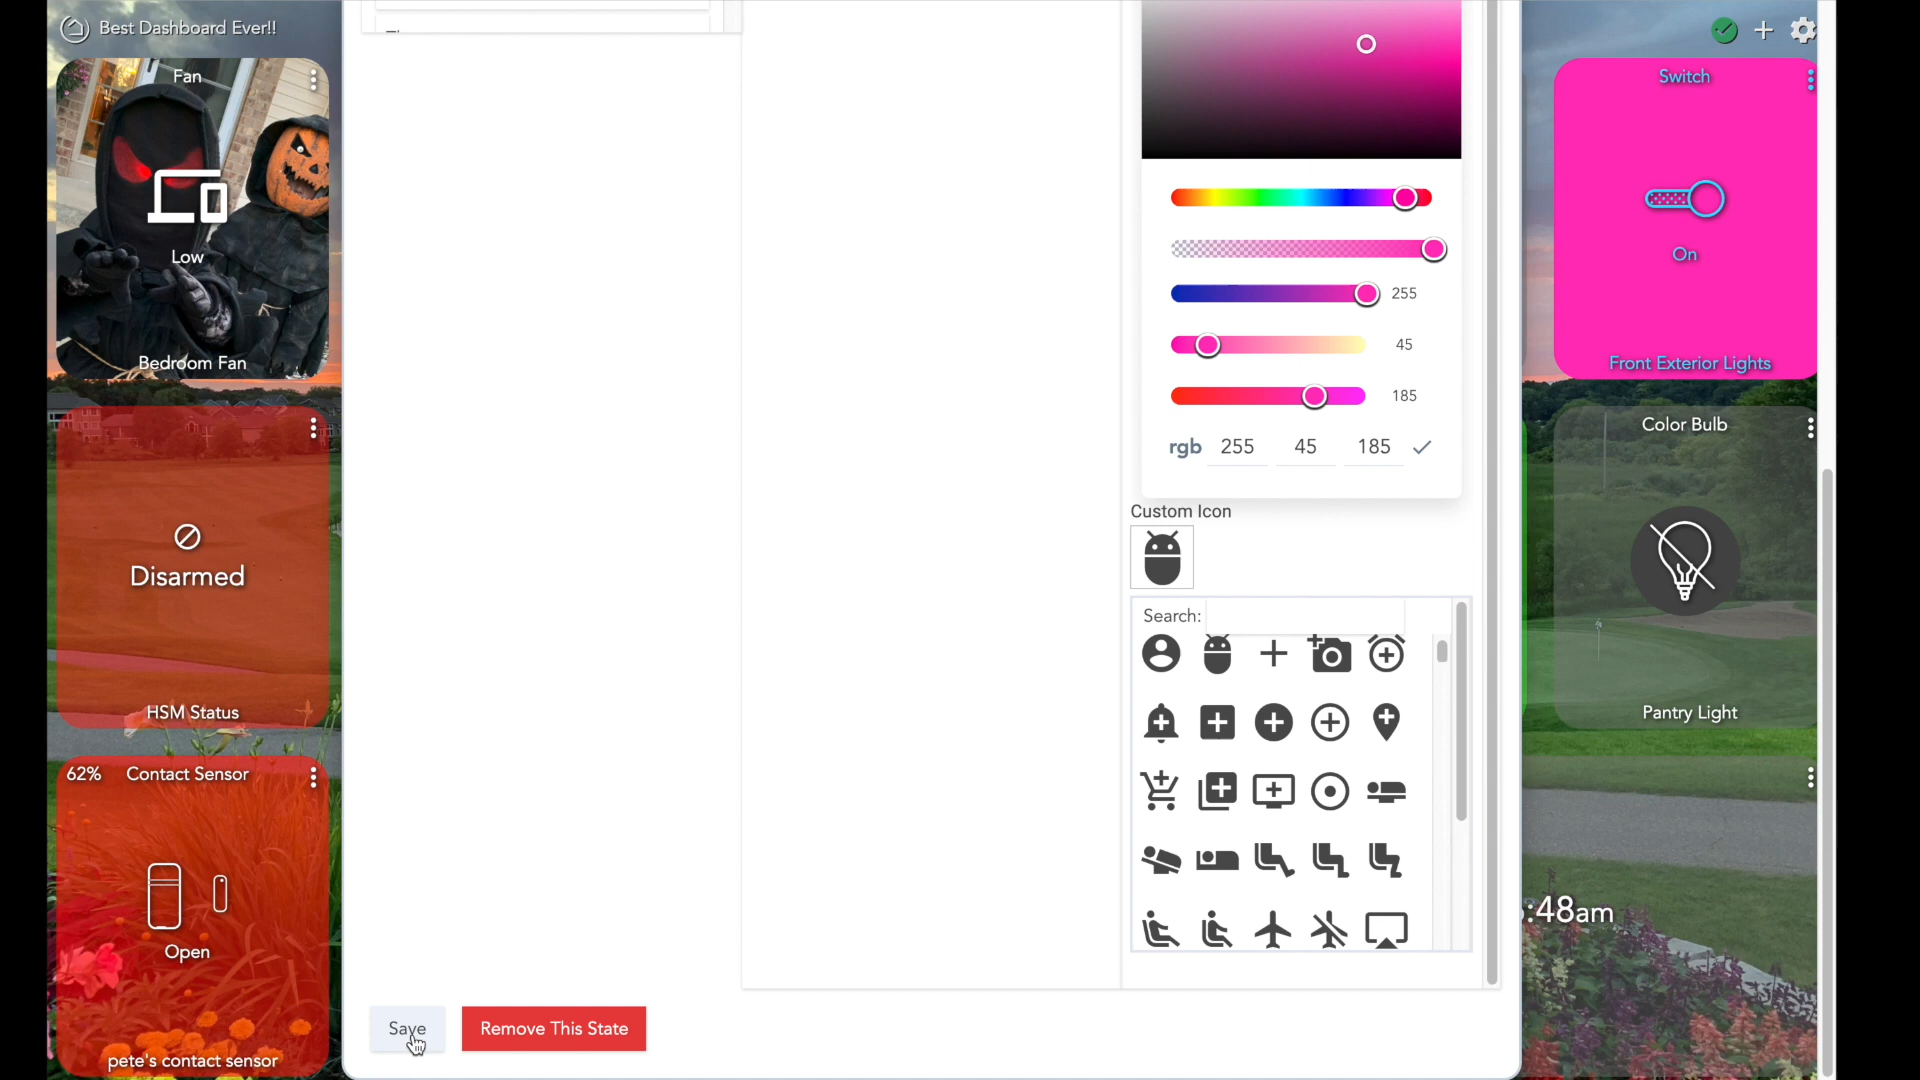 Best Dashboard Ever!!
Fan
Low
Bedroom Fan
Disarmed
HSM Status
62% Contact Sensor
Open
pete's contact sensor
255
45
185
rgb 255 45 185
Custom Icon
Search:
Save
Remove This State
Switch
On
Front Exterior Lights
Color Bulb
Pantry Light
:48am